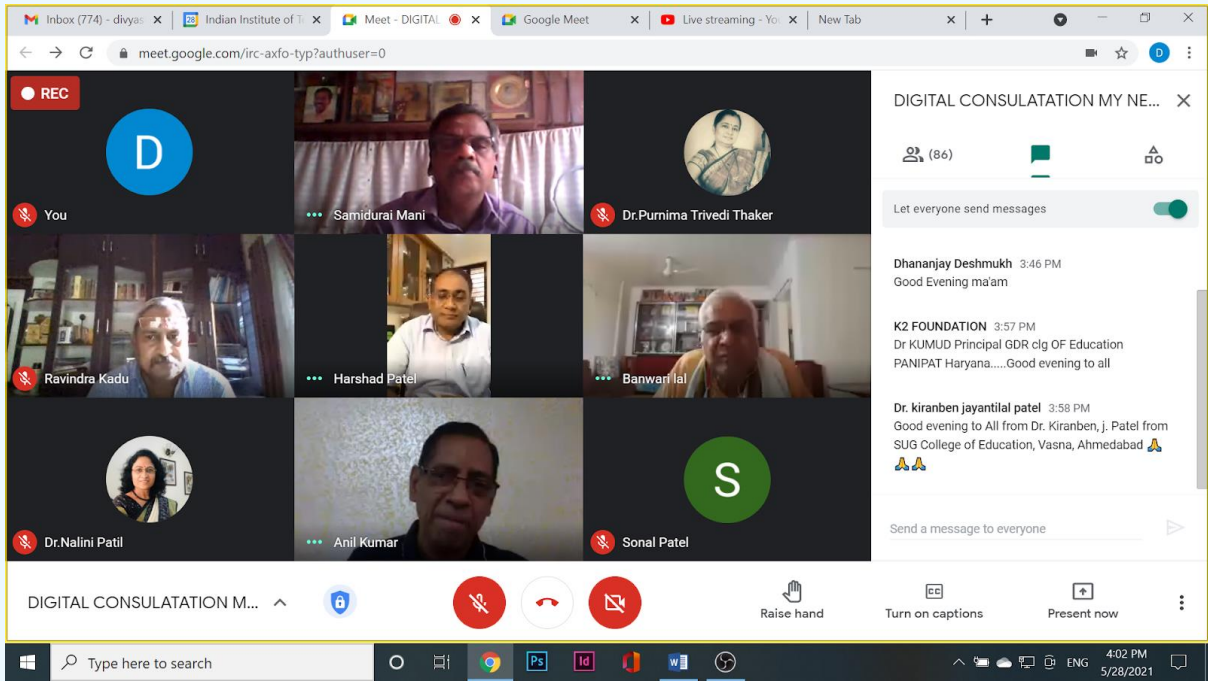 Inbox (774) - divyas
28
Indian Institute of Te
Meet - DIGITAL
Google Meet
Live streaming - You
New Tab
meet.google.com/irc-axfo-typ?authuser=0
D
REC
D
You
Samidurai Mani
Dr.Purnima Trivedi Thaker
Ravindra Kadu
Harshad Patel
Banwari lal
Dr.Nalini Patil
Anil Kumar
S
Sonal Patel
DIGITAL CONSULATATION MY NE...
(86)
Let everyone send messages
Dhananjay Deshmukh 3:46 PM
Good Evening ma'am
K2 FOUNDATION 3:57 PM
Dr KUMUD Principal GDR clg OF Education
PANIPAT Haryana.....Good evening to all
Dr. kiranben jayantilal patel 3:58 PM
Good evening to All from Dr. Kiranben, j. Patel from
SUG College of Education, Vasna, Ahmedabad 🙏
🙏🙏
Send a message to everyone
DIGITAL CONSULATATION M...
Raise hand
CC
Turn on captions
Present now
Type here to search
Ps
Id
W
ENG
4:02 PM
5/28/2021